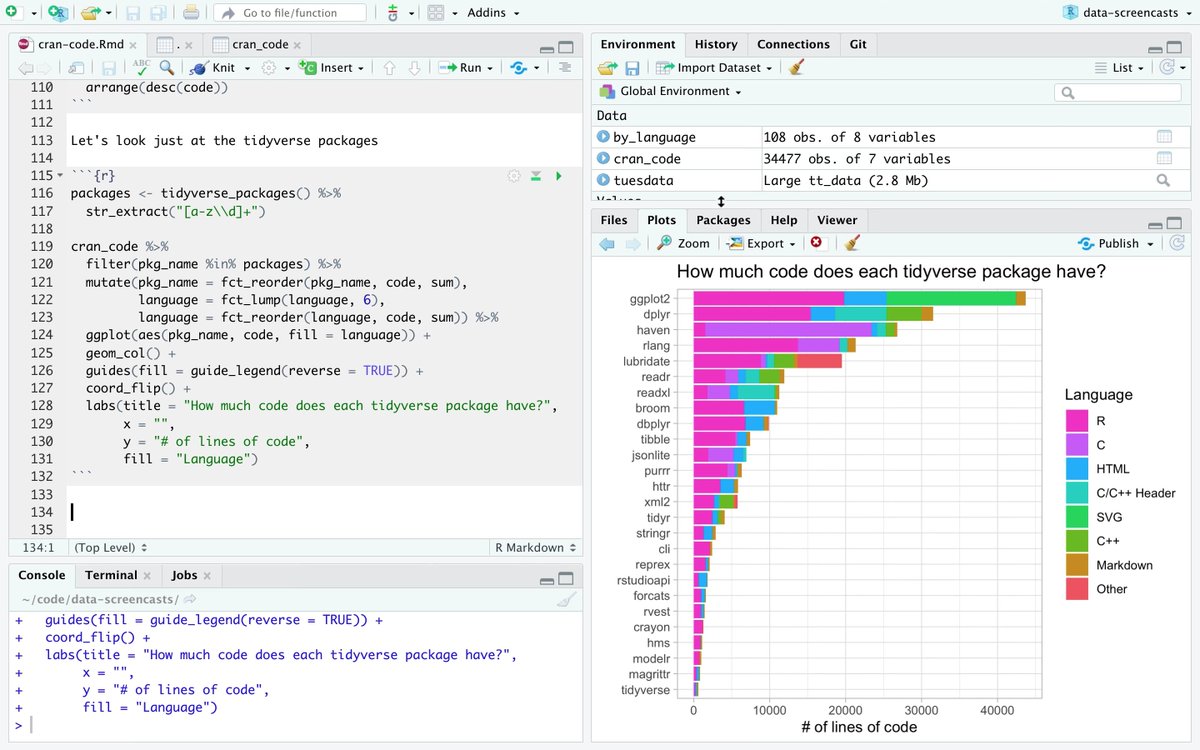 Go to file/function
Addins
data-screencasts
cran-code.Rmd
.
cran_code
ABC
Knit
Insert
Run
110 arrange(desc(code))
111 ```
112
113 Let's look just at the tidyverse packages
114
115 ```{r}
116 packages <- tidyverse_packages() %>%
117 str_extract("[a-z\\d]+")
118
119 cran_code %>%
120 filter(pkg_name %in% packages) %>%
121 mutate(pkg_name = fct_reorder(pkg_name, code, sum),
122 language = fct_lump(language, 6),
123 language = fct_reorder(language, code, sum)) %>%
124 ggplot(aes(pkg_name, code, fill = language)) +
125 geom_col() +
126 guides(fill = guide_legend(reverse = TRUE)) +
127 coord_flip() +
128 labs(title = "How much code does each tidyverse package have?",
129 x = "",
130 y = "# of lines of code",
131 fill = "Language")
132 ```
133
134
135
134:1 (Top Level) R Markdown
Console Terminal Jobs
~/code/data-screencasts/
+ guides(fill = guide_legend(reverse = TRUE)) +
+ coord_flip() +
+ labs(title = "How much code does each tidyverse package have?",
+ x = "",
+ y = "# of lines of code",
+ fill = "Language")
>
Environment History Connections Git
Import Dataset List
Global Environment
Data
by_language 108 obs. of 8 variables
cran_code 34477 obs. of 7 variables
tuesdata Large tt_data (2.8 Mb)
Values
Files Plots Packages Help Viewer
Zoom Export Publish
How much code does each tidyverse package have?
ggplot2
dplyr
haven
rlang
lubridate
readr
readxl
broom
dbplyr
tibble
jsonlite
purrr
httr
xml2
tidyr
stringr
cli
reprex
rstudioapi
forcats
rvest
crayon
hms
modelr
magrittr
tidyverse
0 10000 20000 30000 40000
# of lines of code
Language
R
C
HTML
C/C++ Header
SVG
C++
Markdown
Other